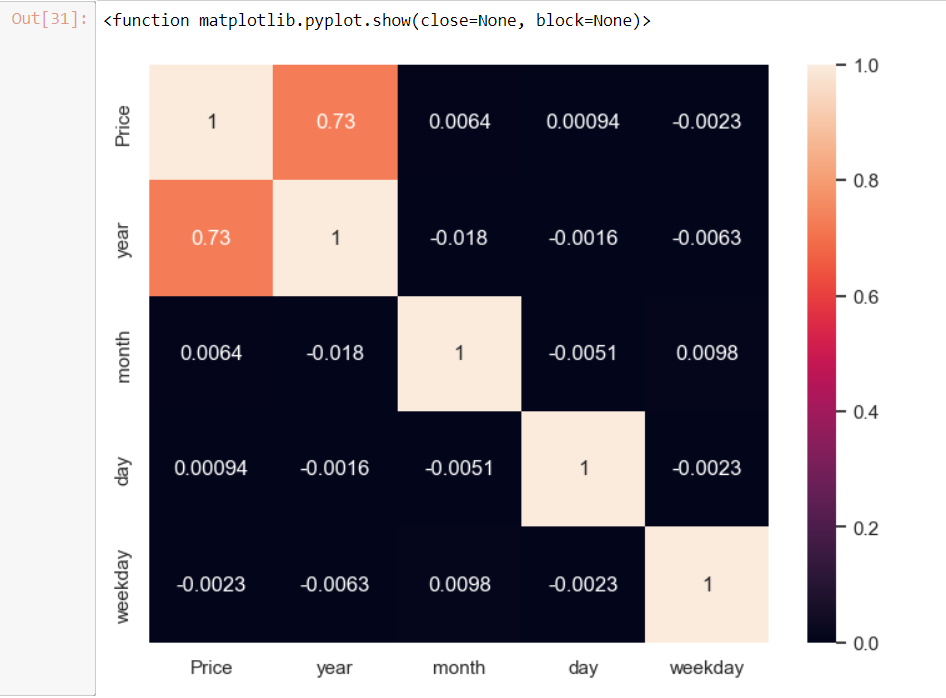 Out[31]: <function matplotlib.pyplot.show(close=None, block=None)>
Price 1 0.73 0.0064 0.00094 -0.0023
year 0.73 1 -0.018 -0.0016 -0.0063
month 0.0064 -0.018 1 -0.0051 0.0098
day 0.00094 -0.0016 -0.0051 1 -0.0023
weekday -0.0023 -0.0063 0.0098 -0.0023 1
Price year month day weekday
1.0
0.8
0.6
0.4
0.2
0.0